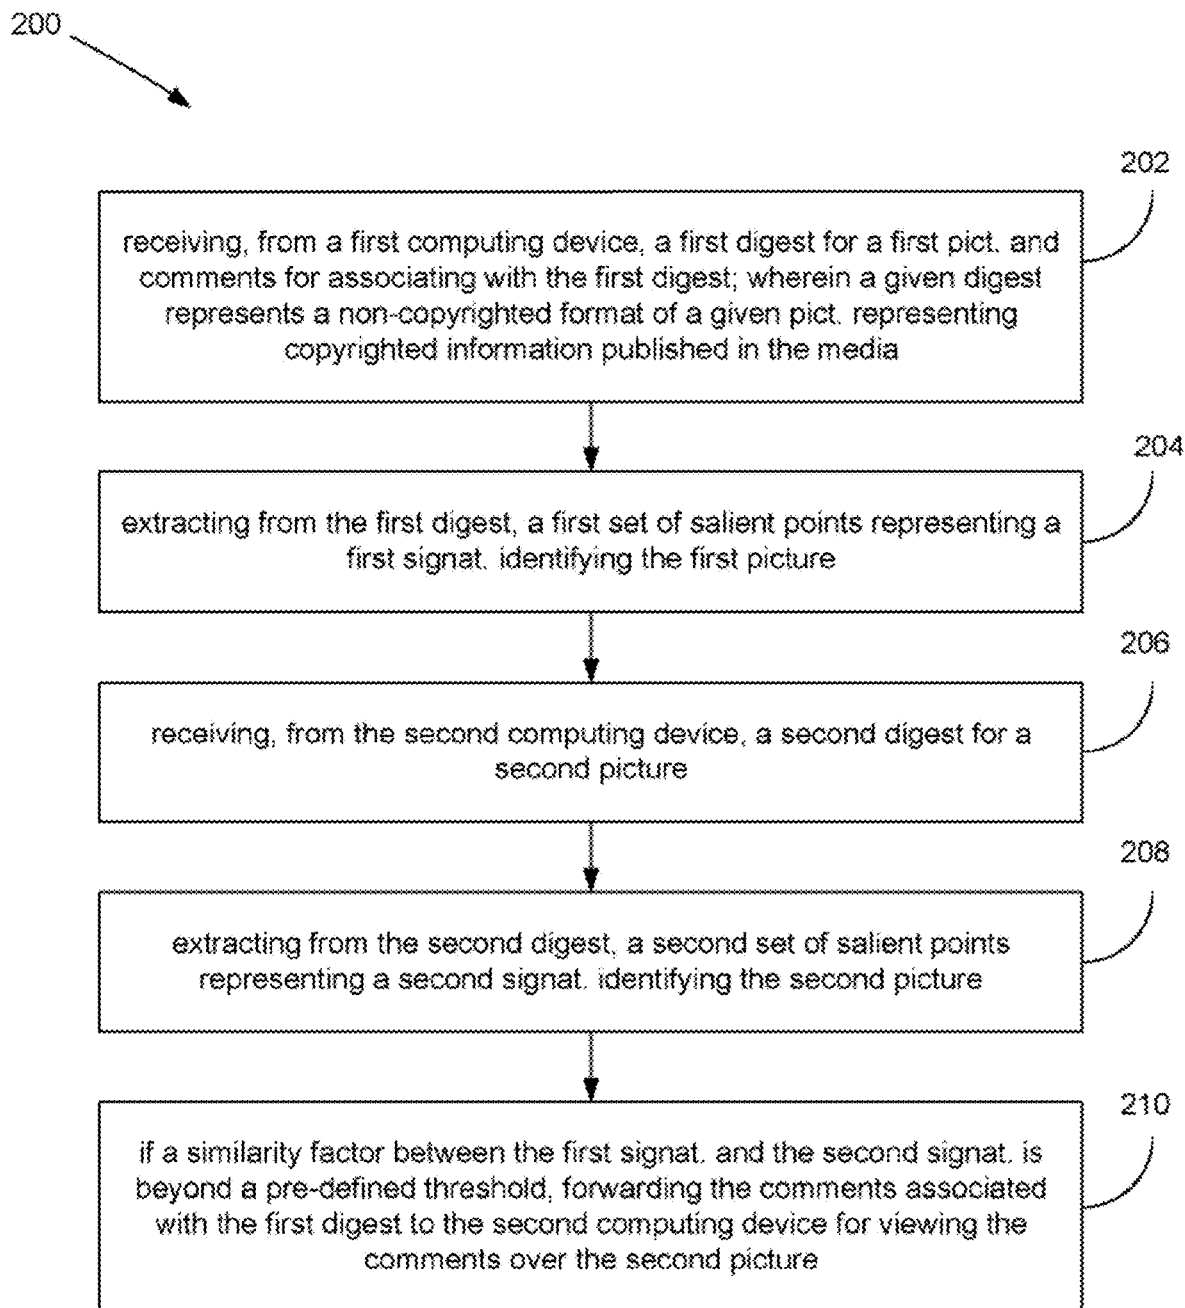 200
202
receiving, from a first computing device, a first digest for a first pict. and
comments for associating with the first digest; wherein a given digest
represents a non-copyrighted format of a given pict. representing
copyrighted information published in the media
204
extracting from the first digest, a first set of salient points representing a
first signat. identifying the first picture
206
receiving, from the second computing device, a second digest for a
second picture
208
extracting from the second digest, a second set of salient points
representing a second signat. identifying the second picture
210
if a similarity factor between the first signat. and the second signat. is
beyond a pre-defined threshold, forwarding the comments associated
with the first digest to the second computing device for viewing the
comments over the second picture